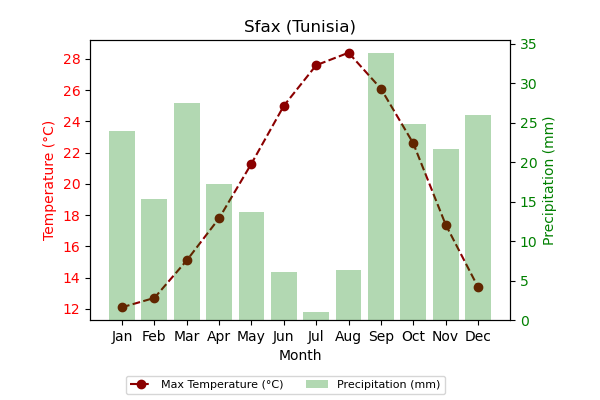 Sfax (Tunisia)
28
26
24
22
20
18
16
14
12
Temperature (°C)
35
30
25
20
15
10
5
0
Precipitation (mm)
Jan Feb Mar Apr May Jun Jul Aug Sep Oct Nov Dec
Month
Max Temperature (°C) Precipitation (mm)